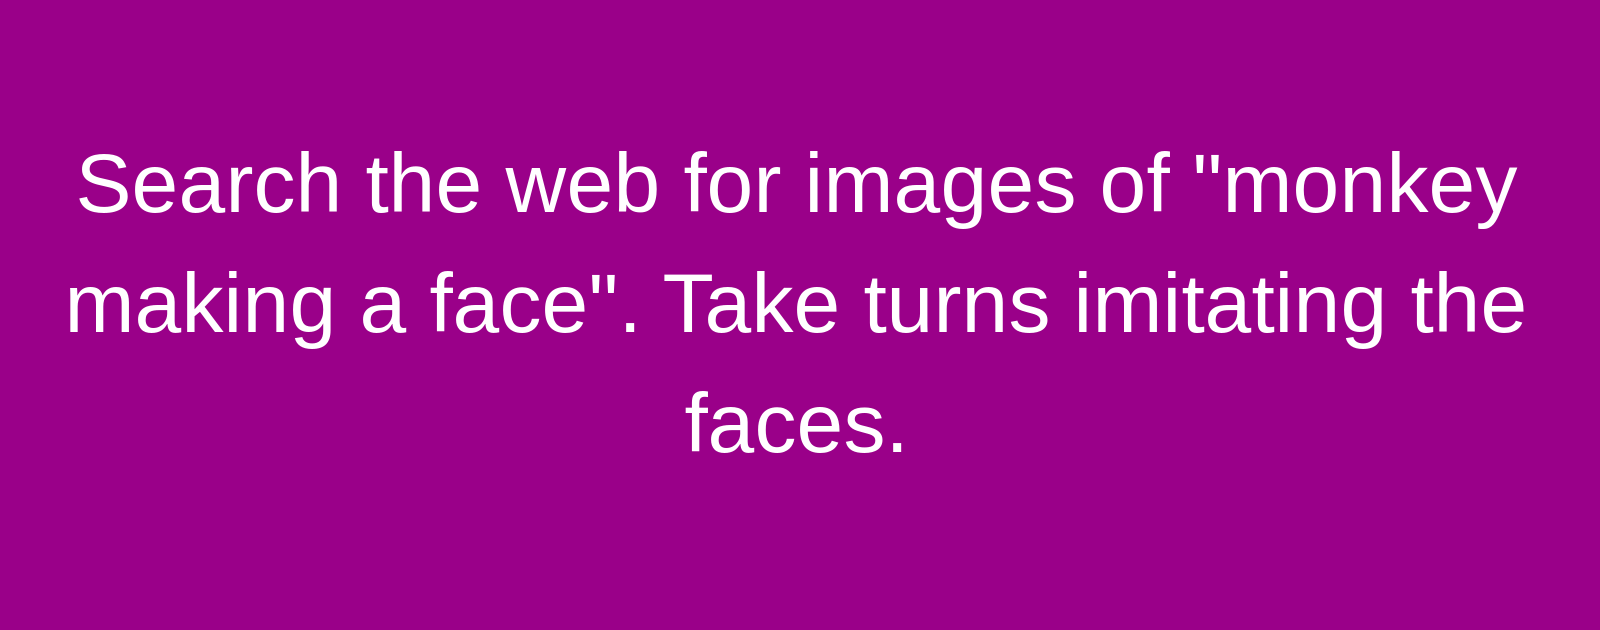 Search the web for images of "monkey
making a face". Take turns imitating the
faces.